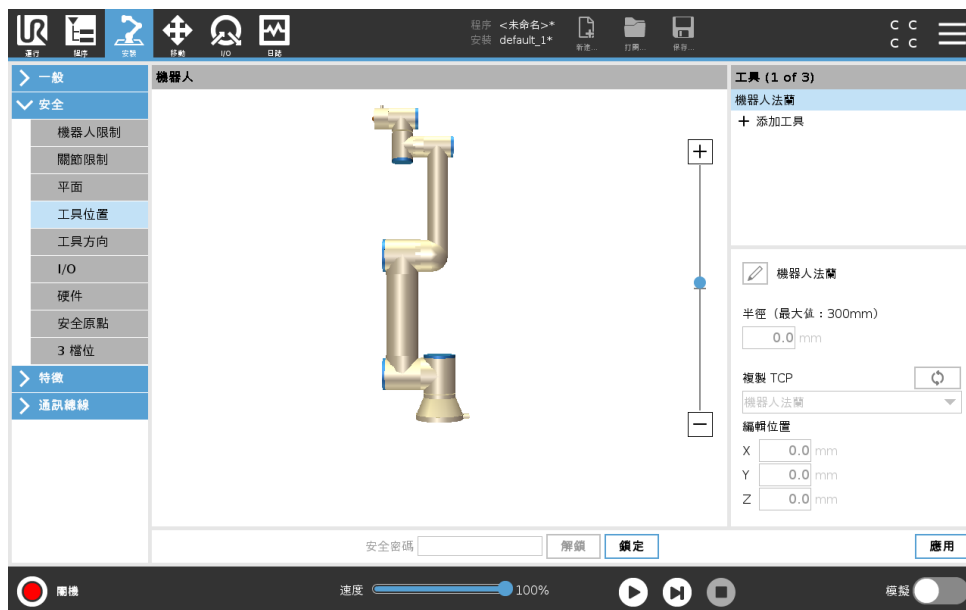 UR
運行
程序
安裝
移動
I/O
日誌
程序 <未命名>*
安裝 default_1*
新建...
打開...
保存...
C C
C C
一般
安全
機器人限制
關節限制
平面
工具位置
工具方向
I/O
硬件
安全原點
3 檔位
特徵
通訊總線
機器人
工具 (1 of 3)
機器人法蘭
添加工具
機器人法蘭
半徑（最大值：300mm）
0.0 mm
複製 TCP
機器人法蘭
編輯位置
X 0.0 mm
Y 0.0 mm
Z 0.0 mm
安全密碼
解鎖
鎖定
應用
關機
速度
100%
模擬